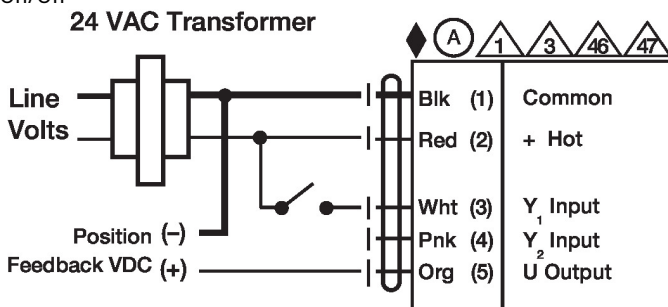 24 VAC Transformer
A 1 3 46 47
Line
Volts
Blk (1) Common
Red (2) + Hot
Wht (3) Y1 Input
Pnk (4) Y2 Input
Org (5) U Output
Position (–)
Feedback VDC (+)